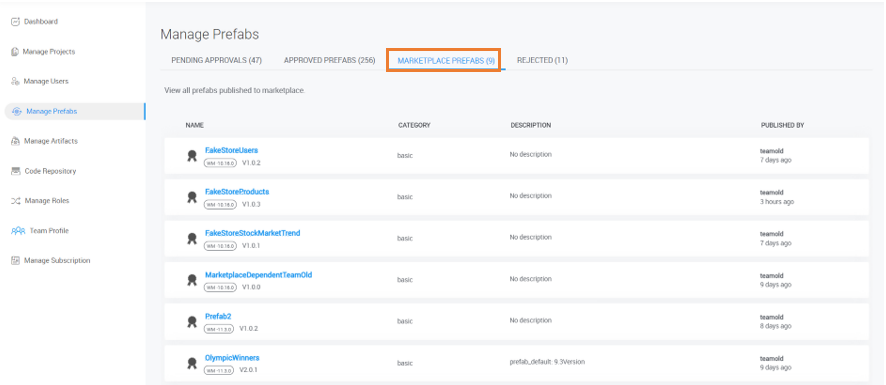 Dashboard
Manage Projects
Manage Users
Manage Prefabs
Manage Artifacts
Code Repository
Manage Roles
Team Profile
Manage Subscription
Manage Prefabs
PENDING APPROVALS (47) APPROVED PREFABS (256) MARKETPLACE PREFABS (9) REJECTED (11)
View all prefabs published to marketplace.
NAME CATEGORY DESCRIPTION PUBLISHED BY
FakeStoreUsers basic No description teamold
WM -10.19.0 V1.0.2 7 days ago
FakeStoreProducts basic No description teamold
WM -10.19.0 V1.0.3 3 hours ago
FakeStoreStockMarketTrend basic No description teamold
WM -10.19.0 V1.0.1 7 days ago
MarketplaceDependentTeamOld basic No description teamold
WM -10.19.0 V1.0.0 9 days ago
Prefab2 basic No description teamold
WM -11.3.0 V1.0.2 8 days ago
OlympicWinners basic prefab_default 9.3Version teamold
WM -11.3.0 V2.0.1 9 days ago